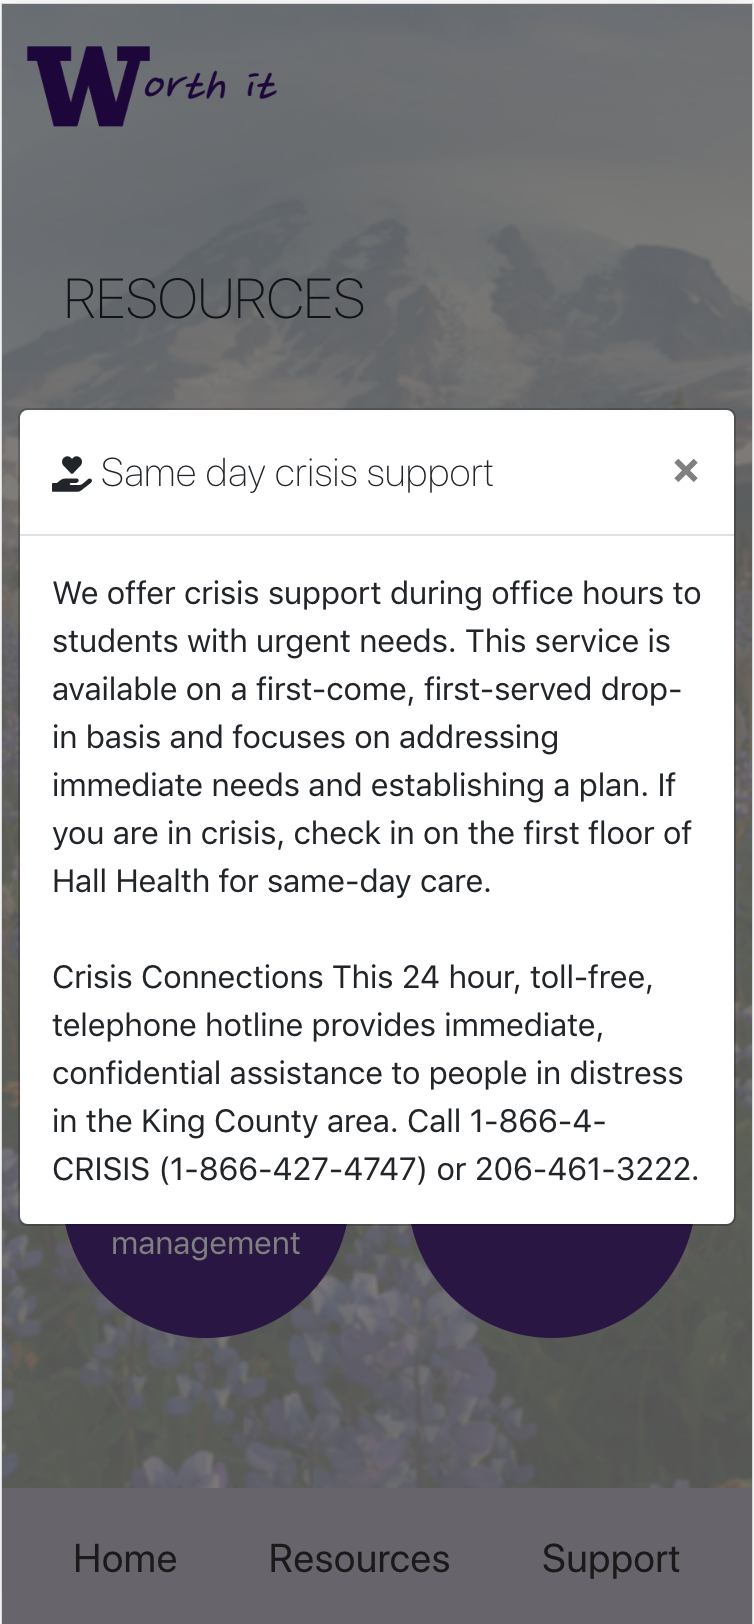 Worth it
RESOURCES
Same day crisis support ×
We offer crisis support during office hours to
students with urgent needs. This service is
available on a first-come, first-served drop-
in basis and focuses on addressing
immediate needs and establishing a plan. If
you are in crisis, check in on the first floor of
Hall Health for same-day care.
Crisis Connections This 24 hour, toll-free,
telephone hotline provides immediate,
confidential assistance to people in distress
in the King County area. Call 1-866-4-
CRISIS (1-866-427-4747) or 206-461-3222.
management
Home Resources Support